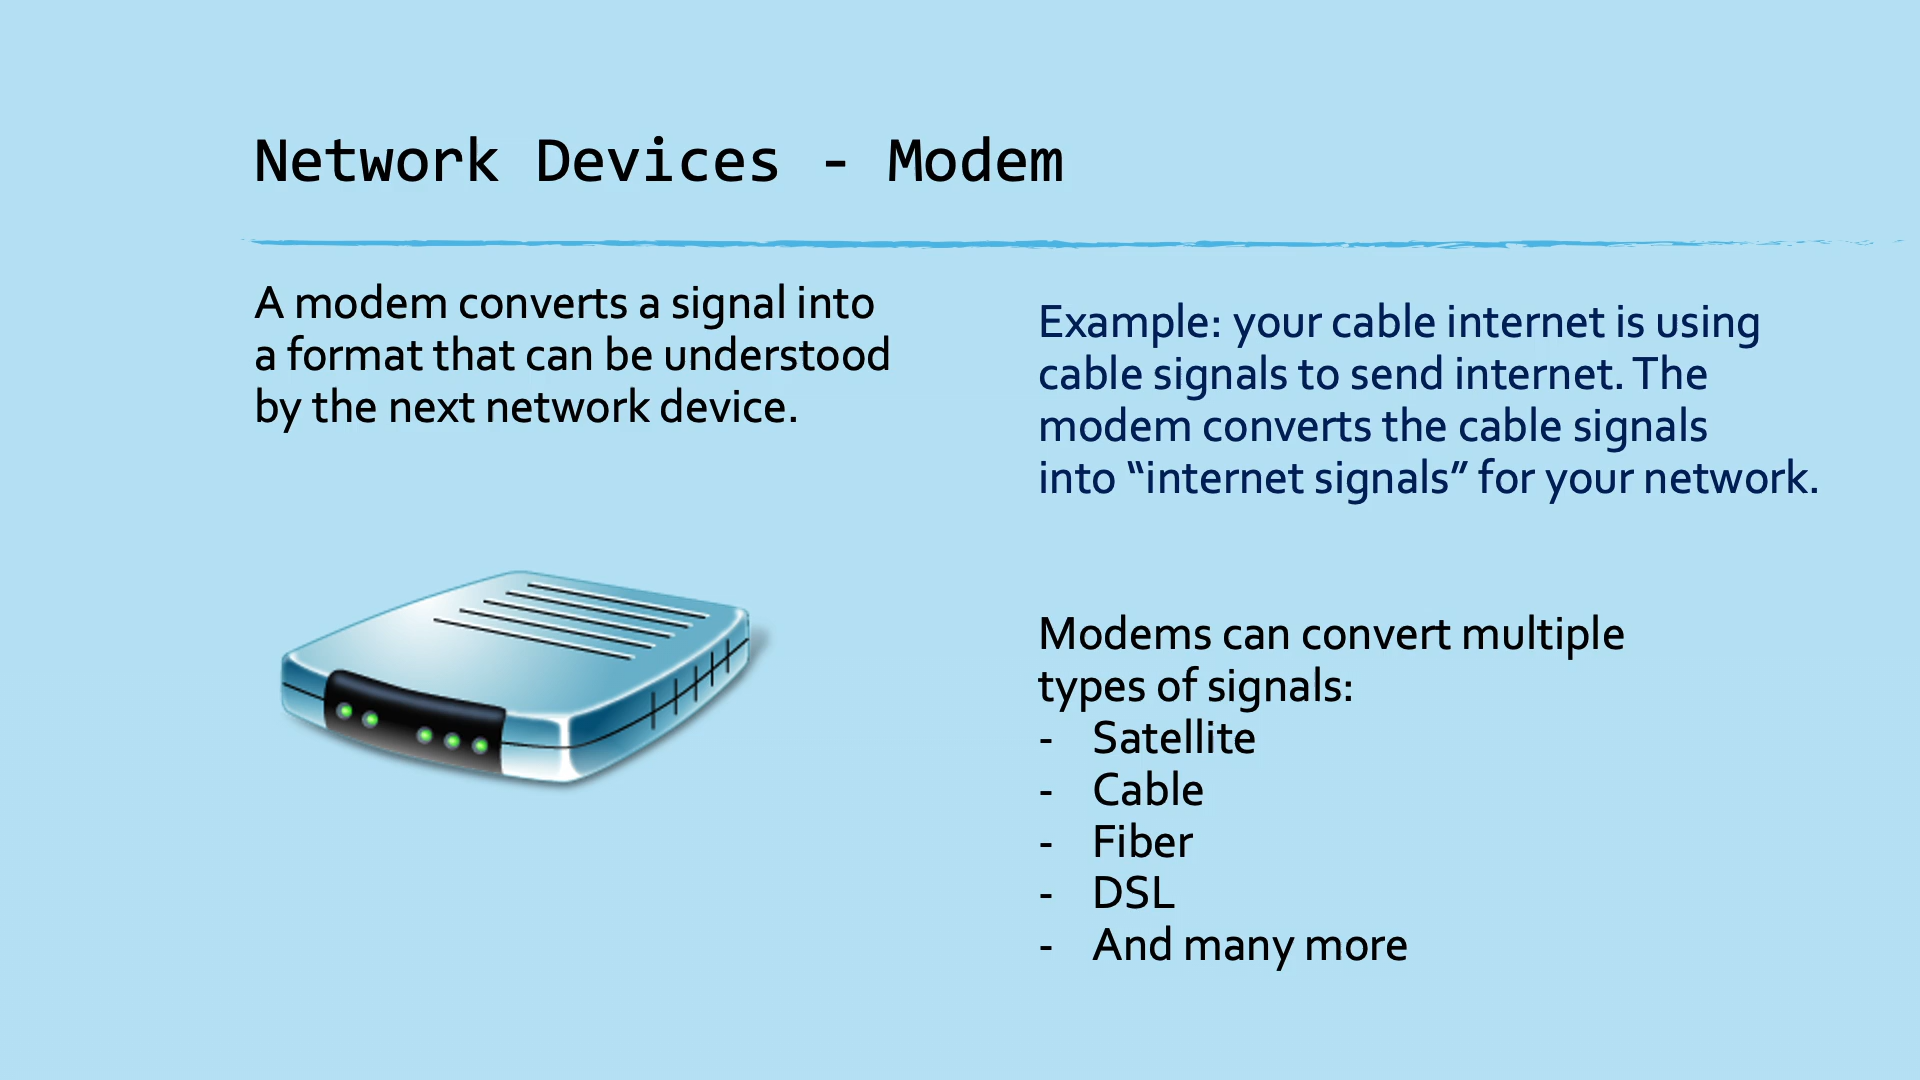 Network Devices - Modem
A modem converts a signal into
a format that can be understood
by the next network device.
Example: your cable internet is using
cable signals to send internet. The
modem converts the cable signals
into “internet signals” for your network.
Modems can convert multiple
types of signals:
- Satellite
- Cable
- Fiber
- DSL
- And many more